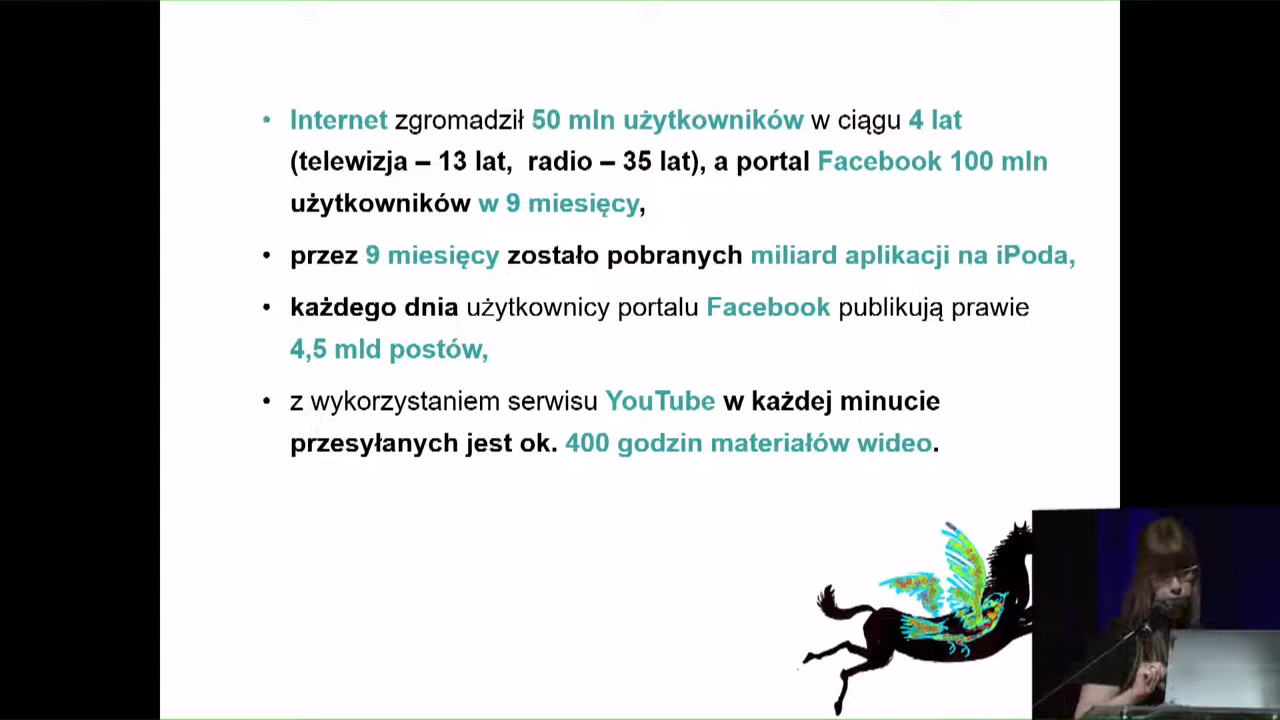 • Internet zgromadził 50 mln użytkowników w ciągu 4 lat
(telewizja – 13 lat, radio – 35 lat), a portal Facebook 100 mln
użytkowników w 9 miesięcy,
• przez 9 miesięcy zostało pobranych miliard aplikacji na iPoda,
• każdego dnia użytkownicy portalu Facebook publikują prawie
4,5 mld postów,
• z wykorzystaniem serwisu YouTube w każdej minucie
przesyłanych jest ok. 400 godzin materiałów wideo.